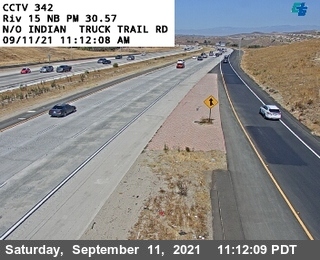 CCTV 342
Riv 15 NB PM 30.57
N/O INDIAN TRUCK TRAIL RD
09/11/21 11:12:08 AM
Saturday, September 11, 2021 11:12:09 PDT